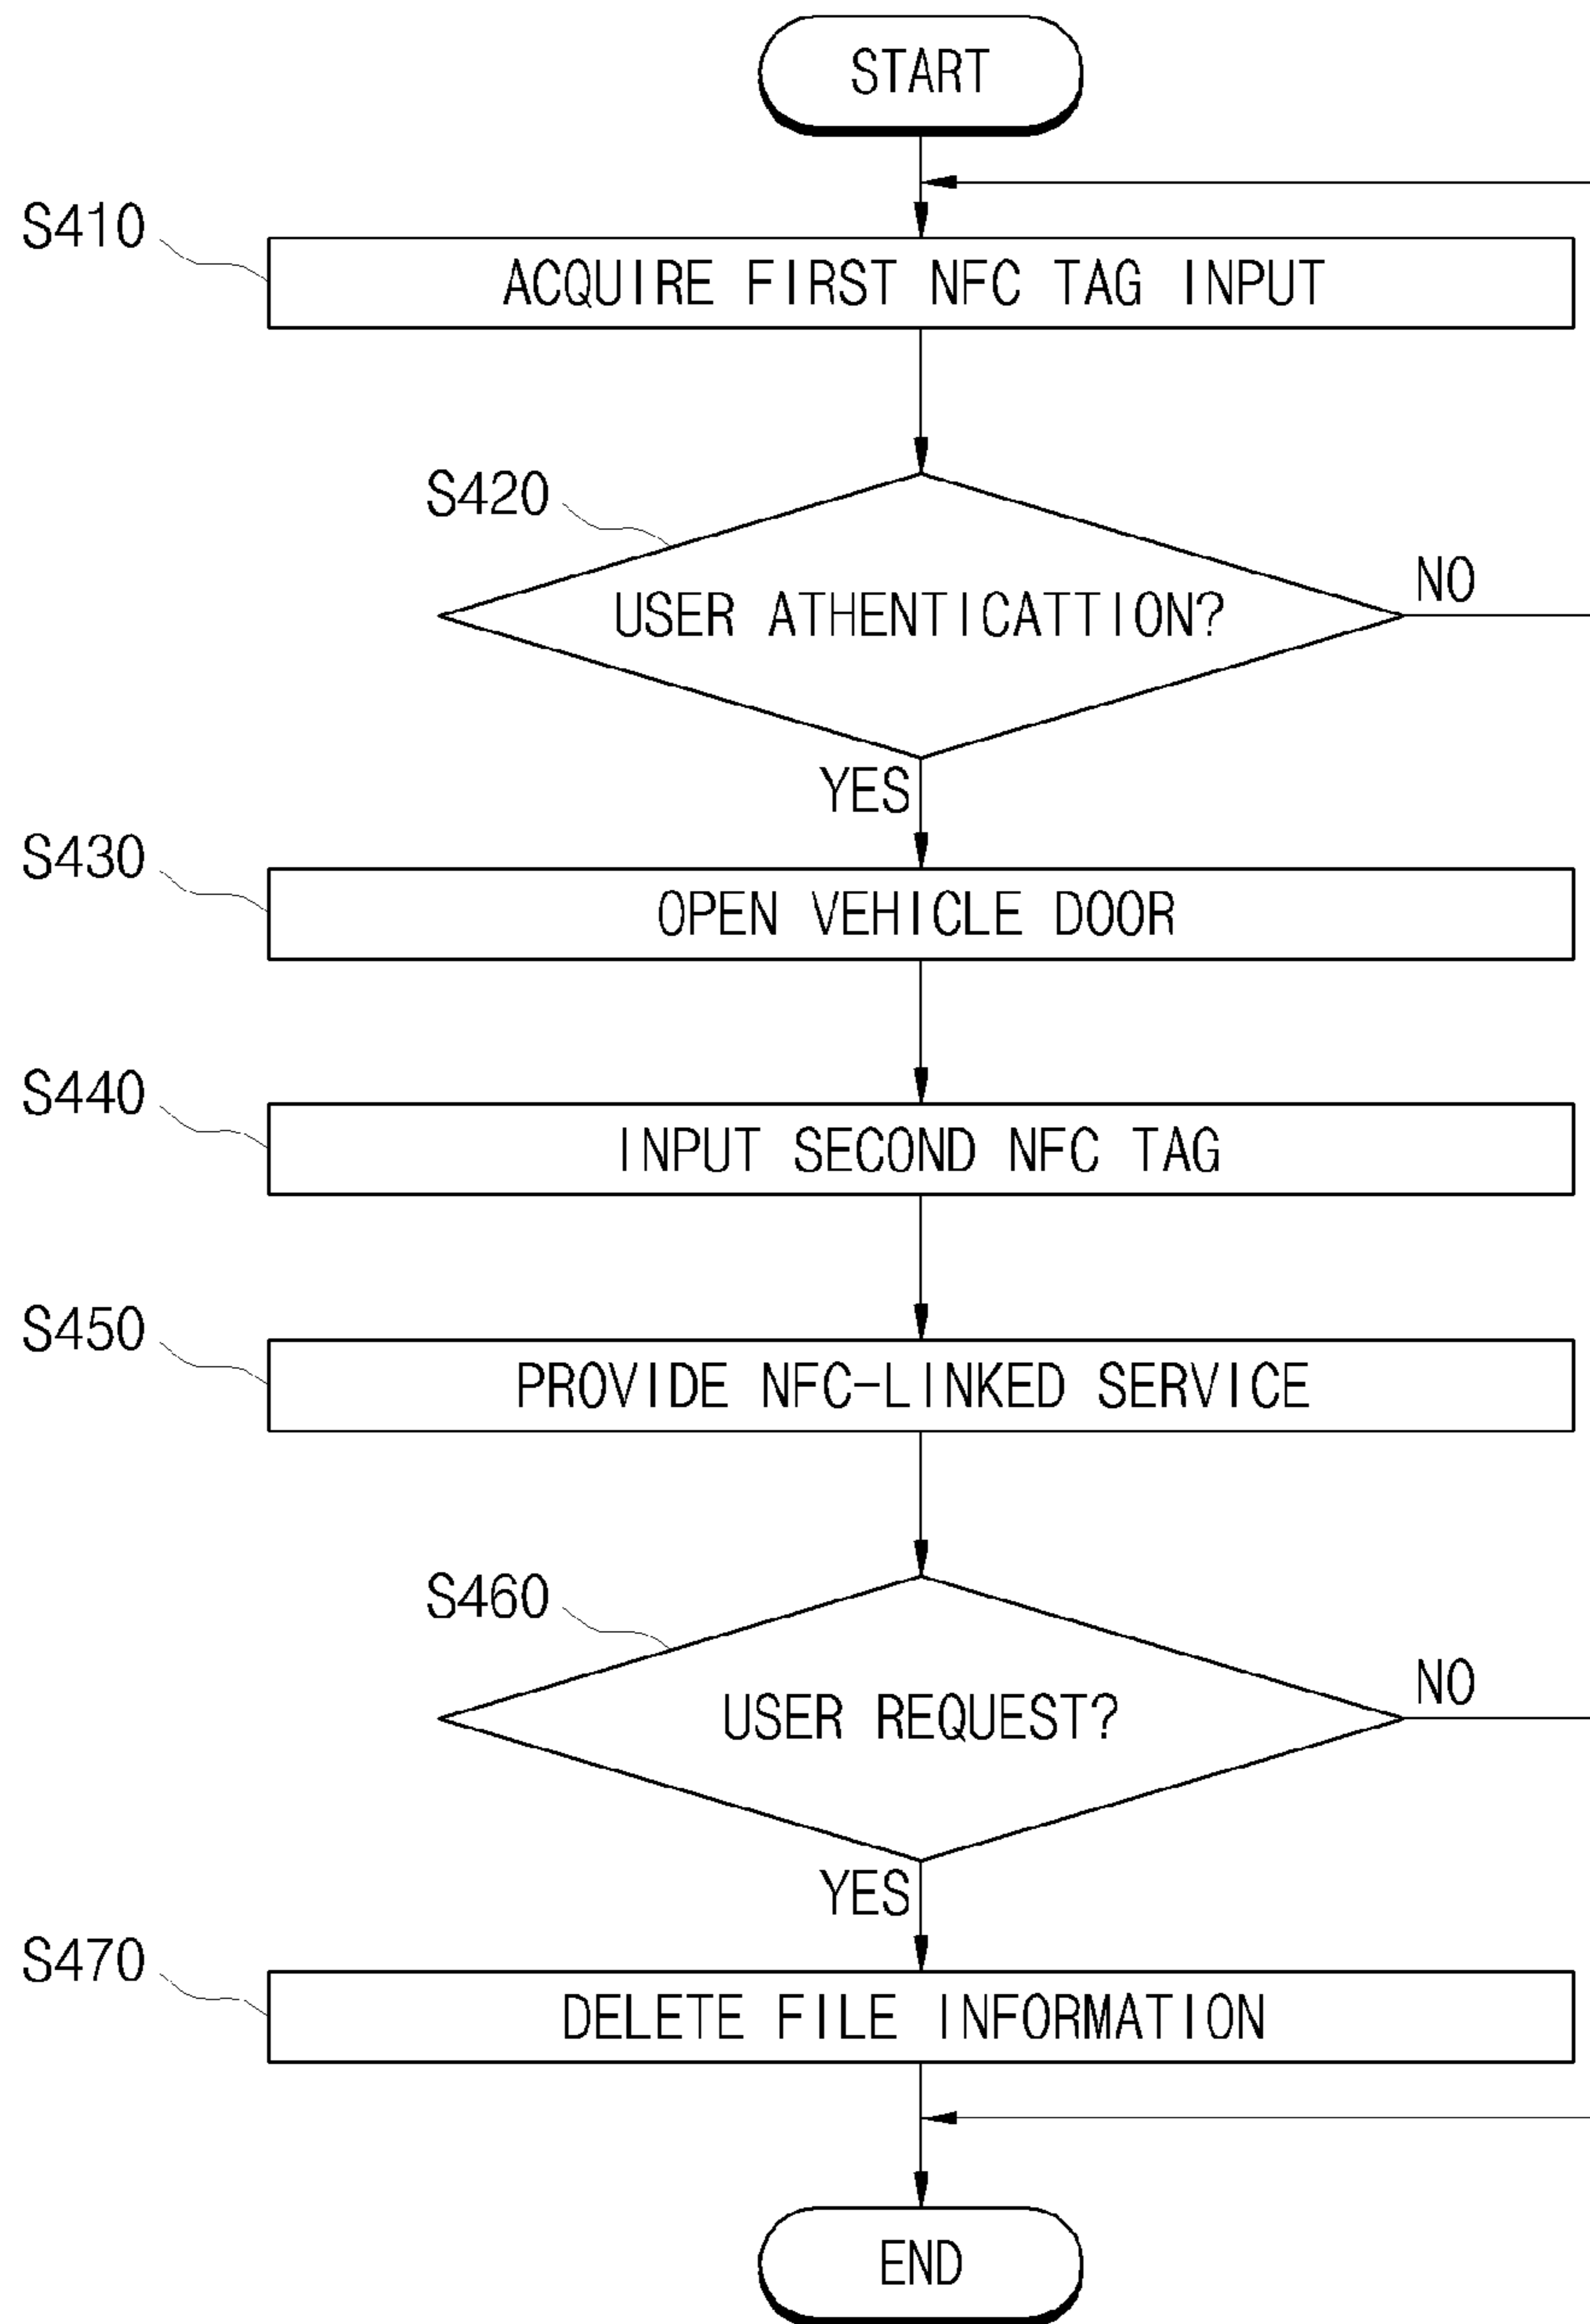 START
S410
ACQUIRE FIRST NFC TAG INPUT
S420
USER ATHENTICATTION?
NO
YES
S430
OPEN VEHICLE DOOR
S440
INPUT SECOND NFC TAG
S450
PROVIDE NFC-LINKED SERVICE
S460
USER REQUEST?
NO
YES
S470
DELETE FILE INFORMATION
END